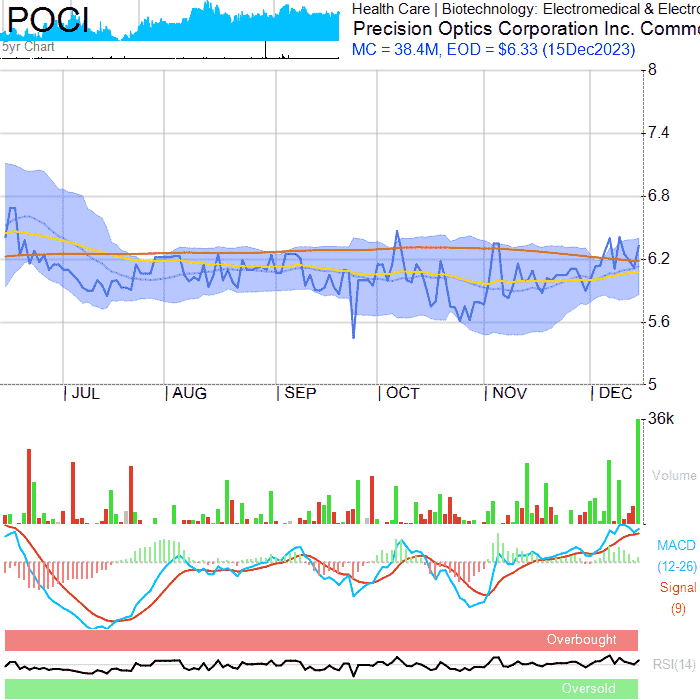 POCI
5yr Chart
Health Care | Biotechnology: Electromedical & Electro
Precision Optics Corporation Inc. Commo
MC = 38.4M, EOD = $6.33 (15Dec2023)
8
7.4
6.8
6.2
5.6
5
JUL AUG SEP OCT NOV DEC
36k
Volume
MACD
(12-26)
Signal
(9)
Overbought
RSI(14)
Oversold